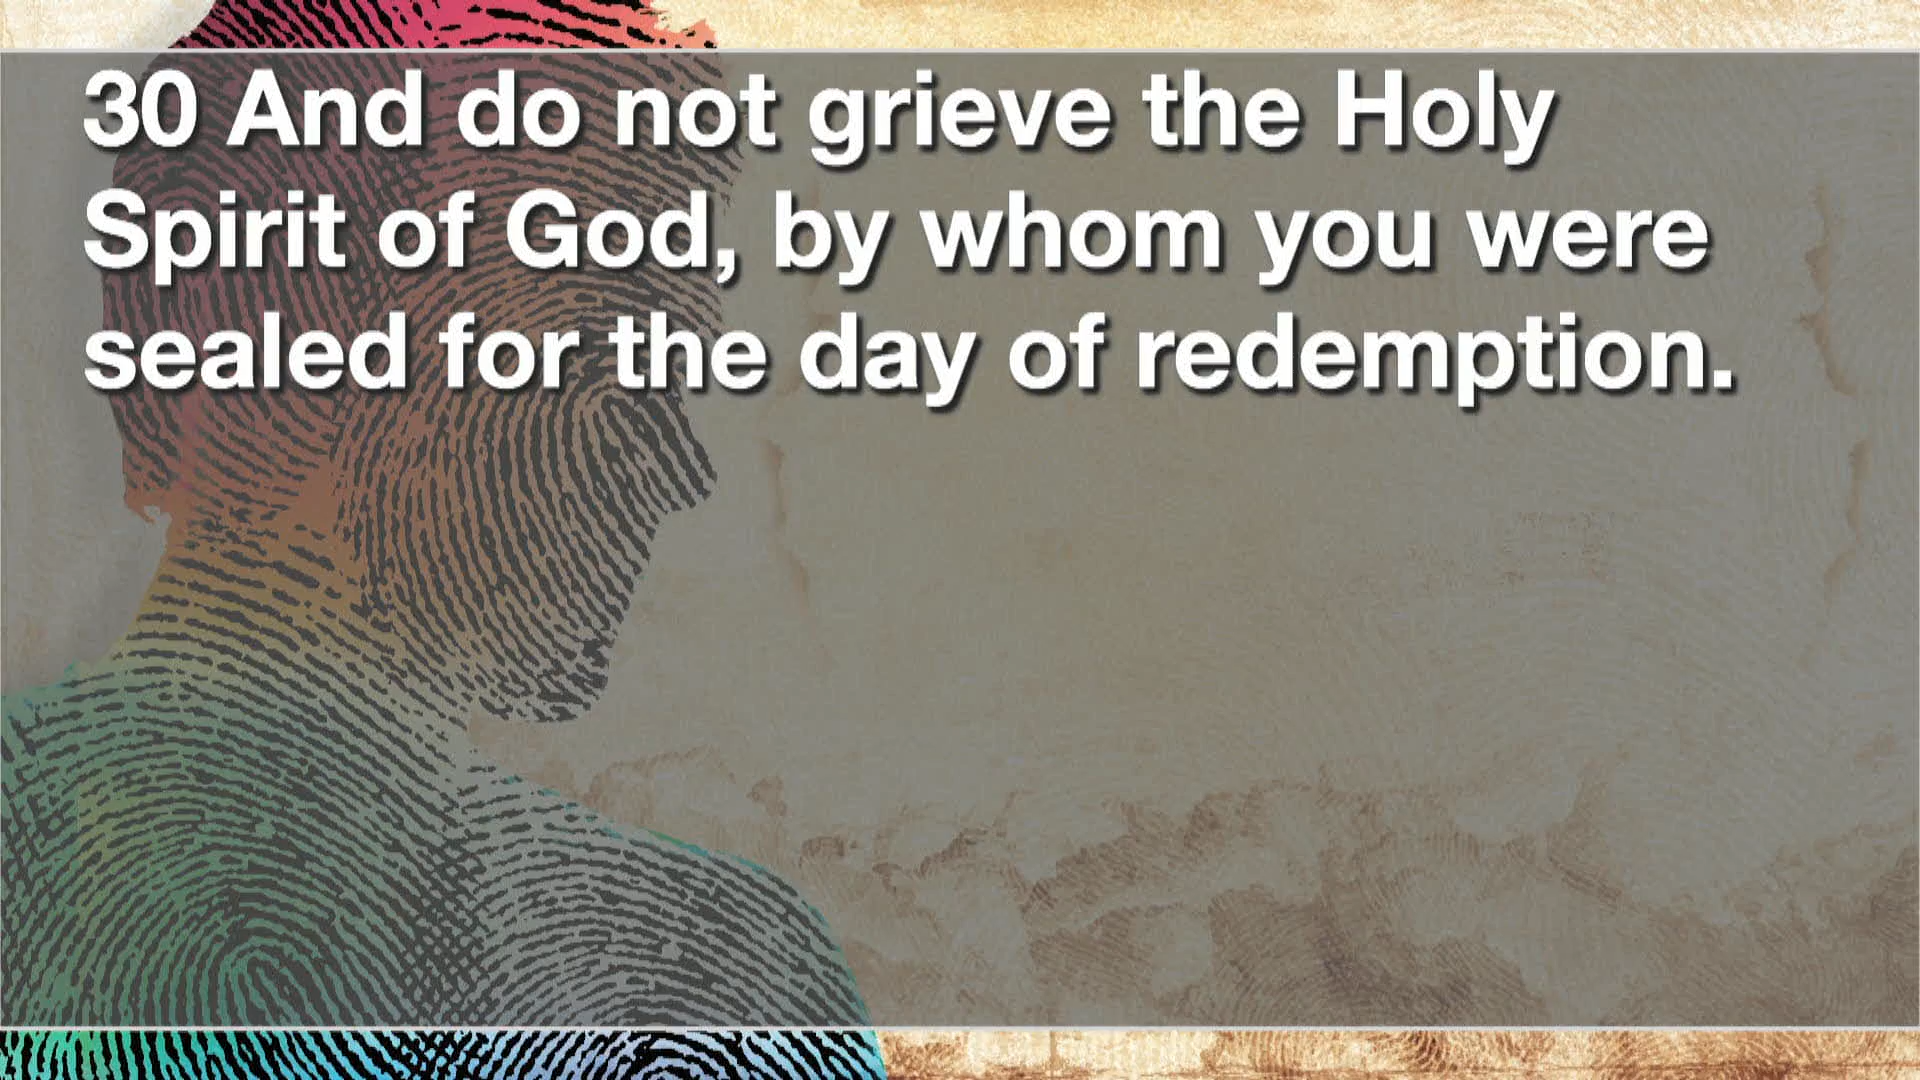 30 And do not grieve the Holy
Spirit of God, by whom you were
sealed for the day of redemption.